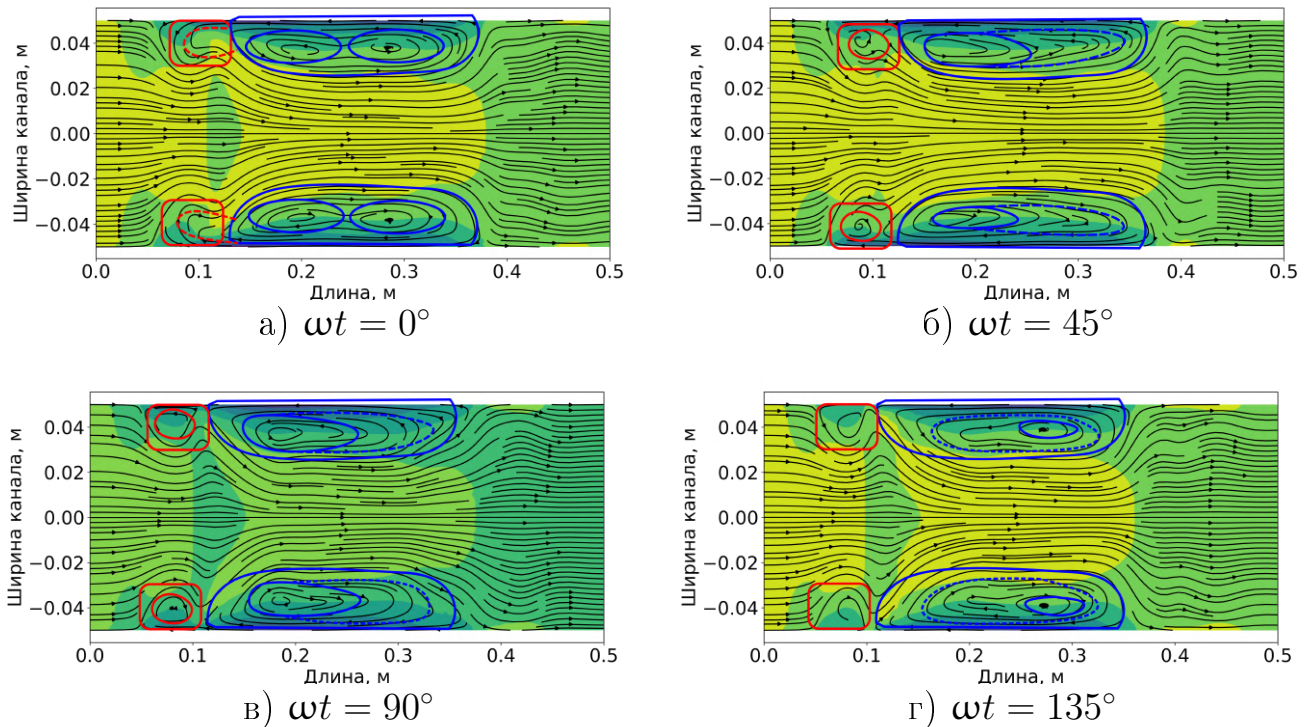 0.04
0.02
0.00
−0.02
−0.04
Ширина канала, м
0.0 0.1 0.2 0.3 0.4 0.5
Длина, м
а) ωt = 0°
0.04
0.02
0.00
−0.02
−0.04
Ширина канала, м
0.0 0.1 0.2 0.3 0.4 0.5
Длина, м
б) ωt = 45°
0.04
0.02
0.00
−0.02
−0.04
Ширина канала, м
0.0 0.1 0.2 0.3 0.4 0.5
Длина, м
в) ωt = 90°
0.04
0.02
0.00
−0.02
−0.04
Ширина канала, м
0.0 0.1 0.2 0.3 0.4 0.5
Длина, м
г) ωt = 135°